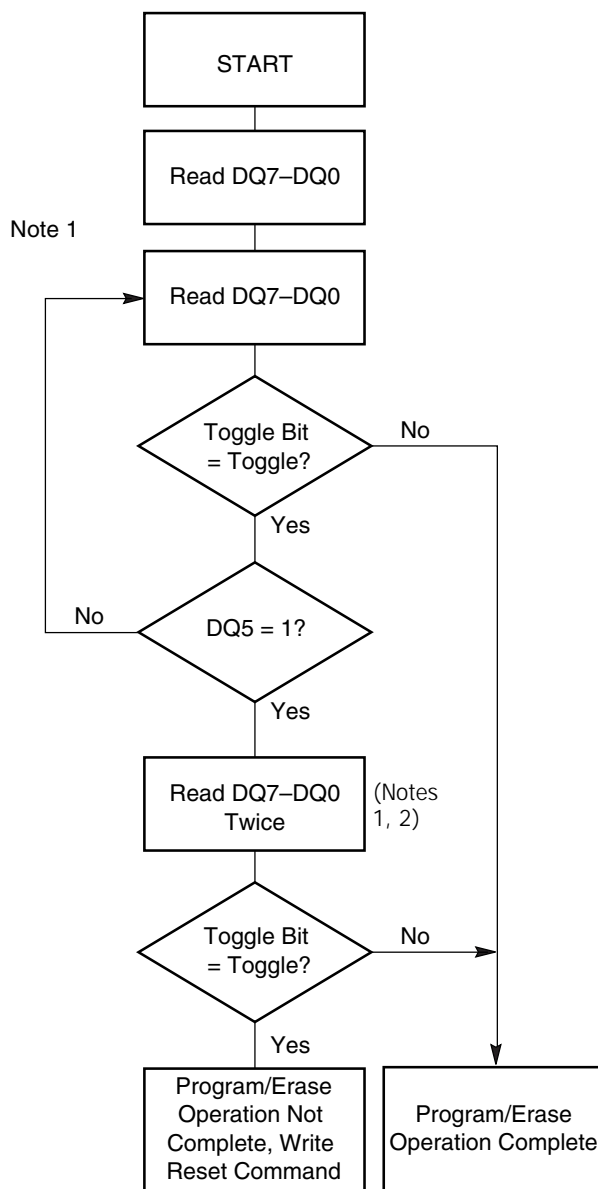 START
Read DQ7–DQ0
Note 1
Read DQ7–DQ0
Toggle Bit
= Toggle?
No
Yes
No
DQ5 = 1?
Yes
Read DQ7–DQ0
Twice
(Notes
1, 2)
Toggle Bit
= Toggle?
No
Yes
Program/Erase
Operation Not
Complete, Write
Reset Command
Program/Erase
Operation Complete